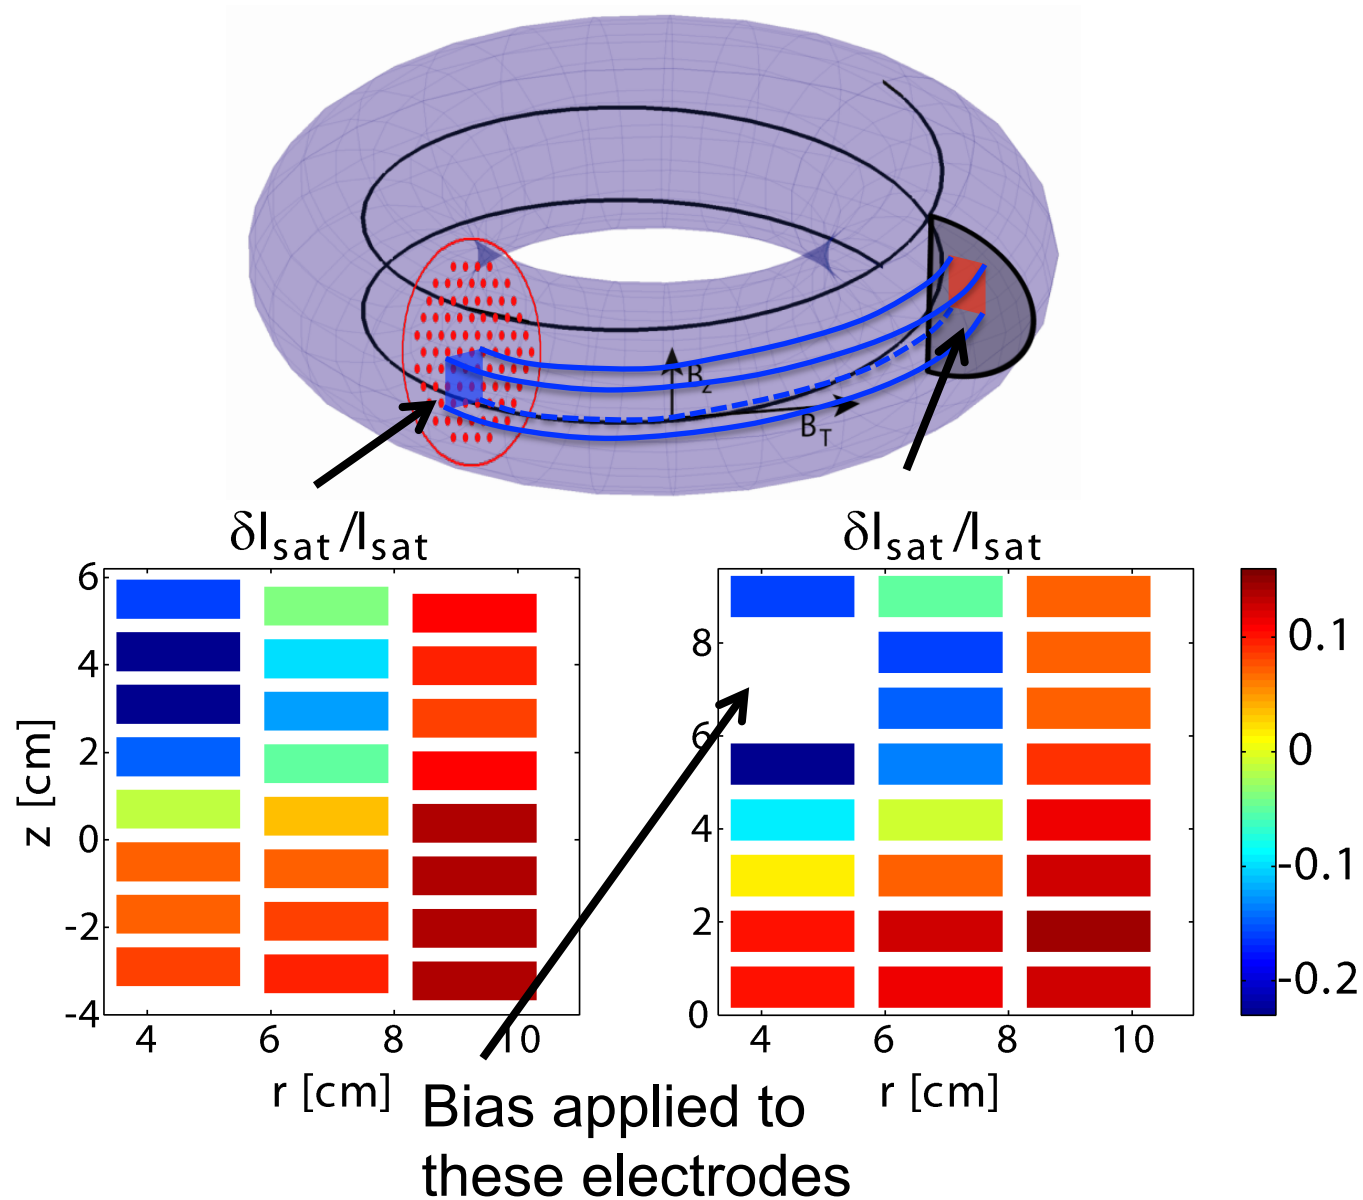 B_z
B_T
δI_sat/I_sat
δI_sat/I_sat
6
4
2
0
-2
-4
z [cm]
4 6 8 10
r [cm]
8
6
4
2
0
4 6 8 10
r [cm]
0.1
0
-0.1
-0.2
Bias applied to
these electrodes